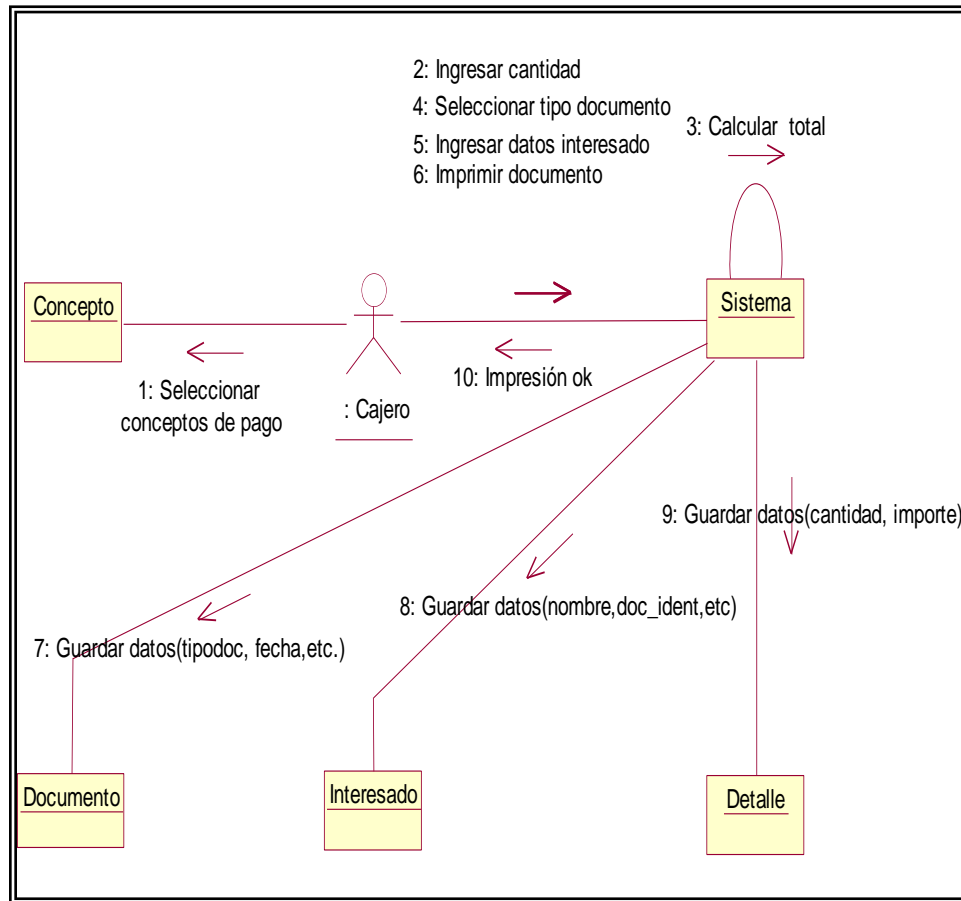 2: Ingresar cantidad
4: Seleccionar tipo documento
5: Ingresar datos interesado
6: Imprimir documento
3: Calcular total
Concepto
Sistema
1: Seleccionar
conceptos de pago
: Cajero
10: Impresión ok
9: Guardar datos(cantidad, importe)
8: Guardar datos(nombre,doc_ident,etc)
7: Guardar datos(tipodoc, fecha,etc.)
Documento
Interesado
Detalle